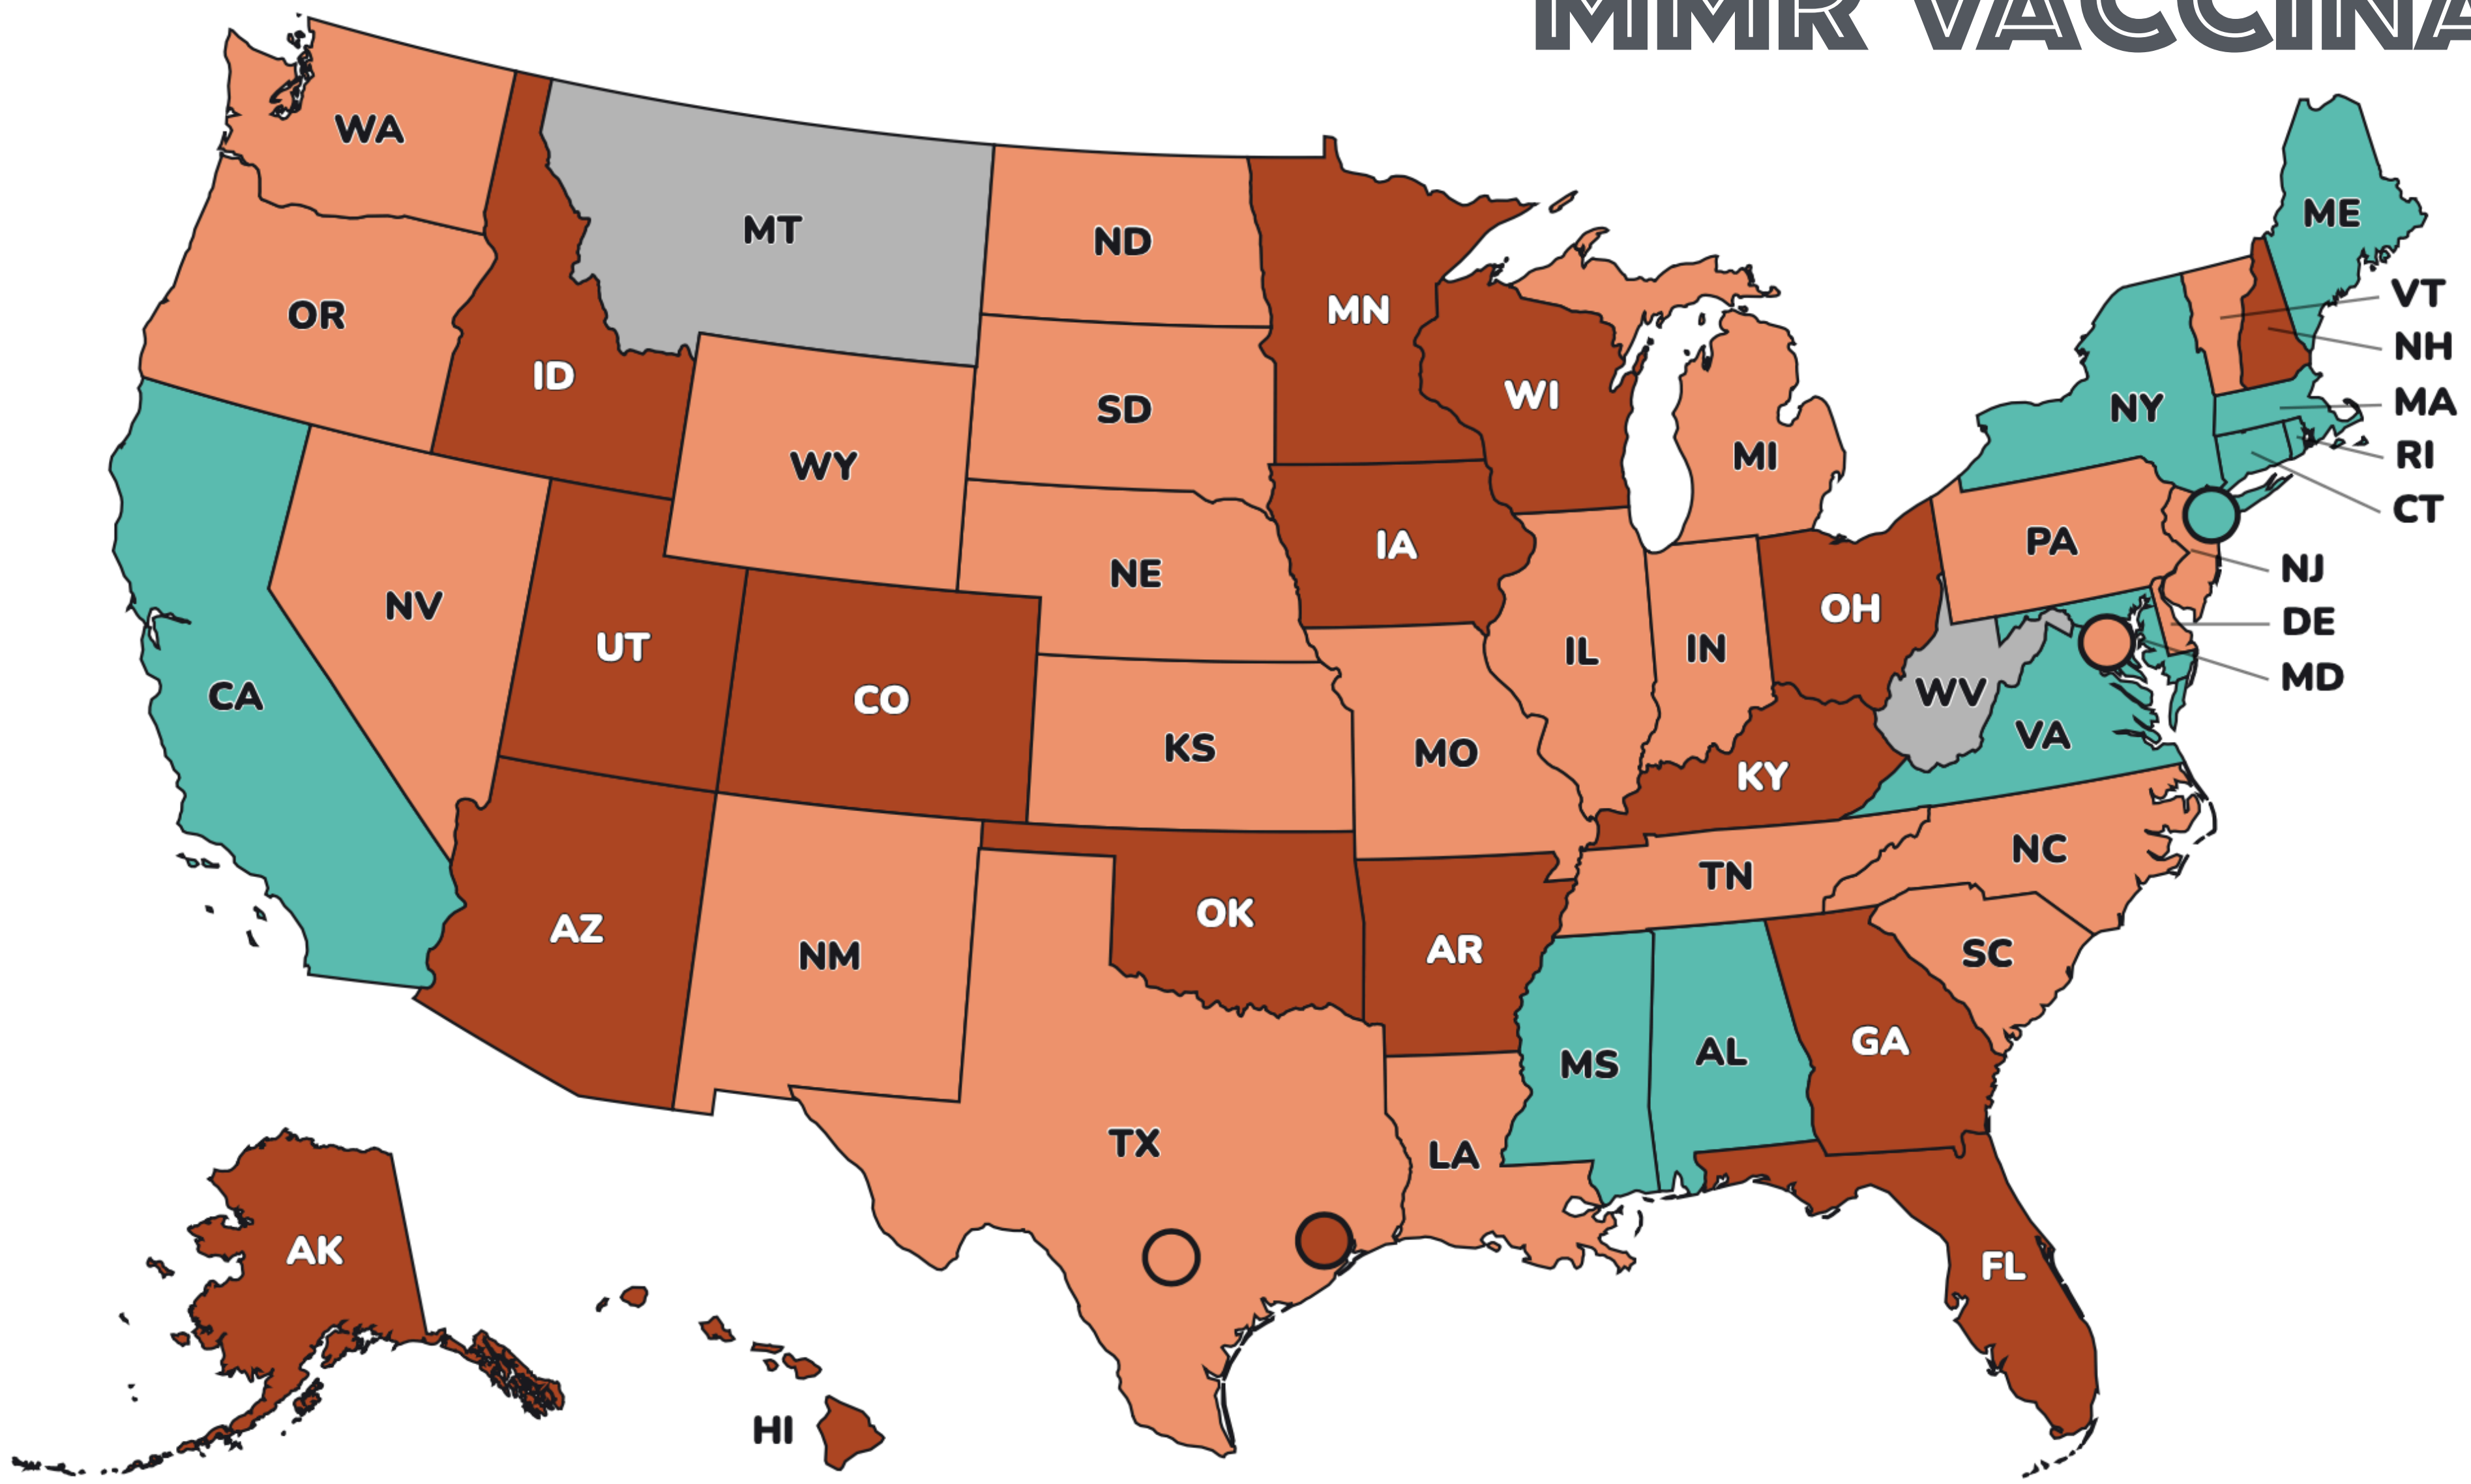 MMR VACCINA
WA
MT
ND
ME
OR
MN
VT
NH
ID
SD
WI
MA
NY
WY
MI
RI
CT
NE
IA
PA
NJ
NV
UT
OH
DE
IL
IN
MD
CA
CO
WV
KS
MO
KY
VA
TN
NC
AZ
NM
OK
AR
SC
MS
AL
GA
TX
LA
AK
FL
HI